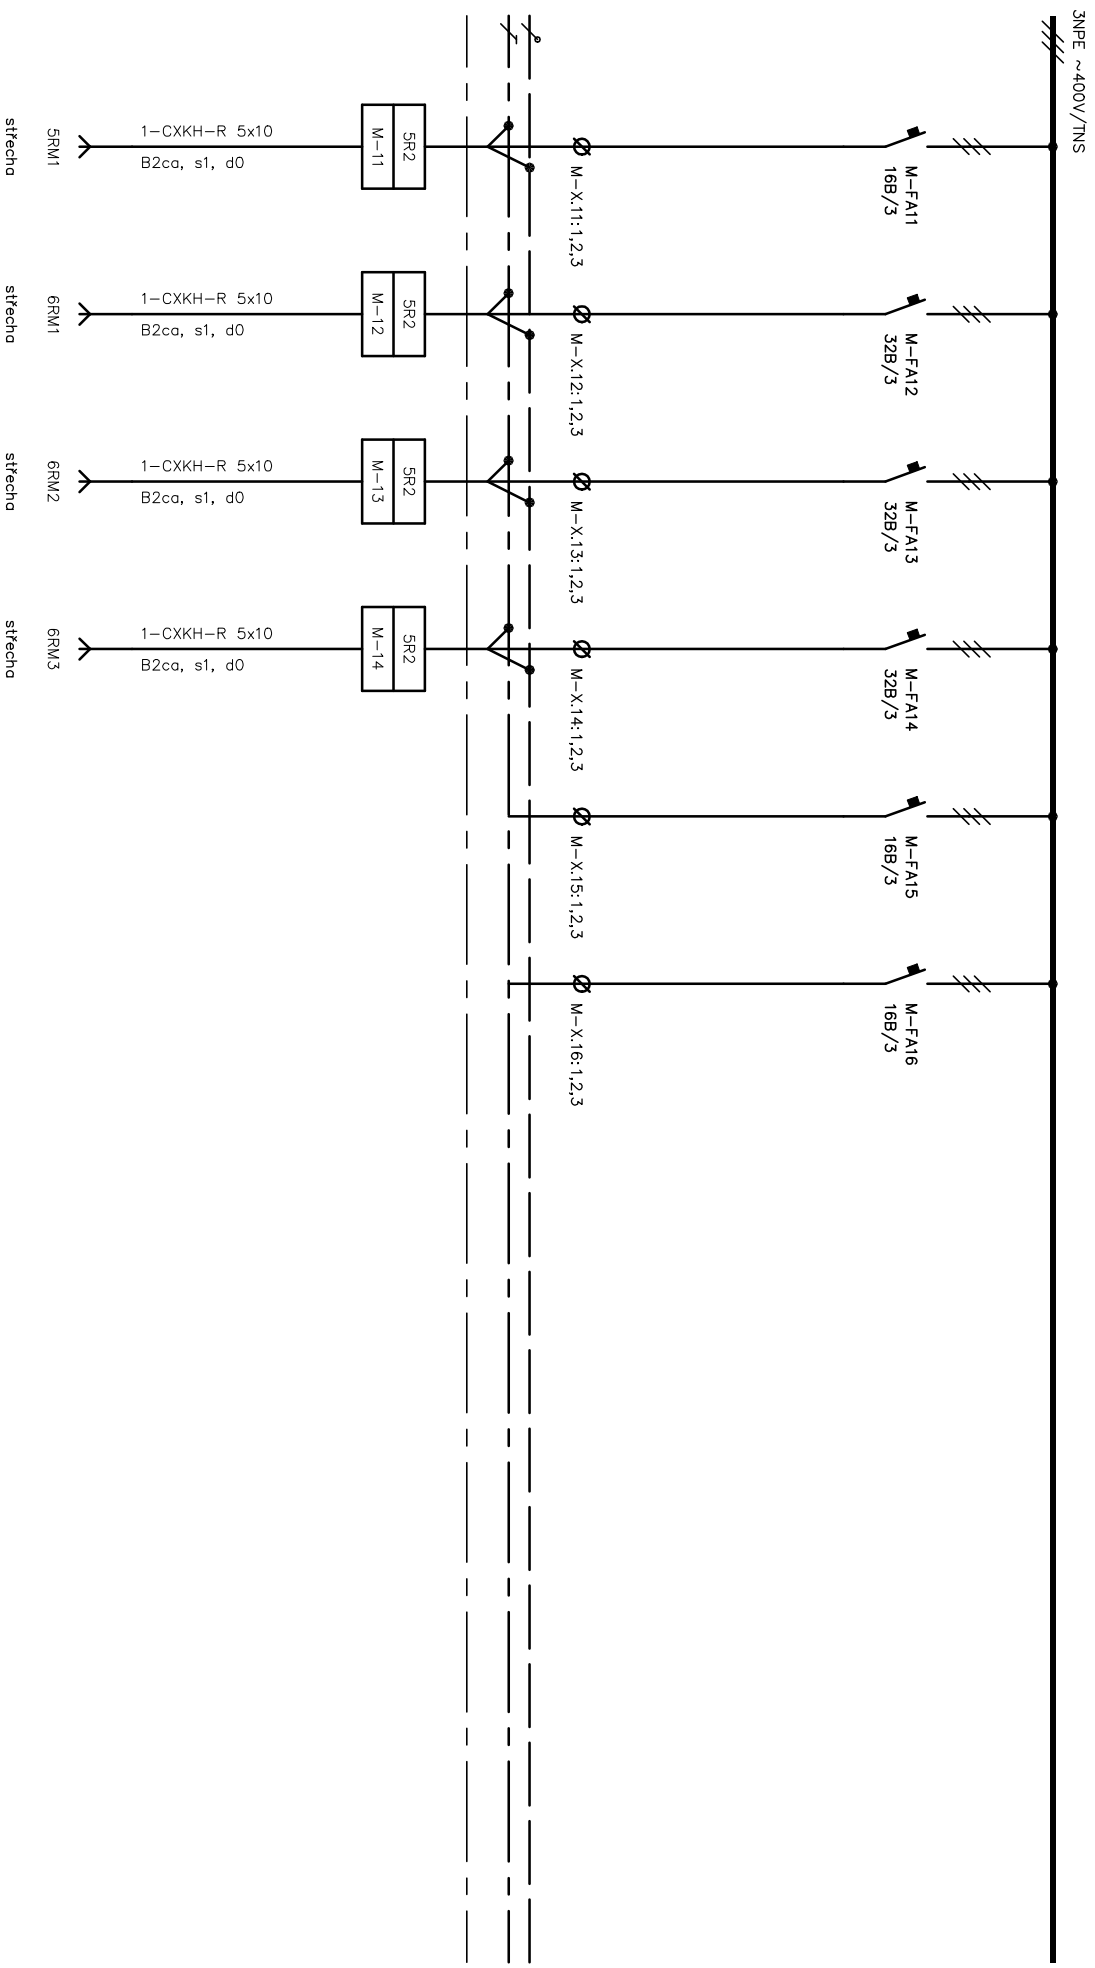 3NPE ~400V/TNS
M-FA11
16B/3
M-X.11:1,2,3
5R2
M-11
1-CXKH-R 5x10
B2ca, s1, d0
5RM1
střecha
M-FA12
32B/3
M-X.12:1,2,3
5R2
M-12
1-CXKH-R 5x10
B2ca, s1, d0
6RM1
střecha
M-FA13
32B/3
M-X.13:1,2,3
5R2
M-13
1-CXKH-R 5x10
B2ca, s1, d0
6RM2
střecha
M-FA14
32B/3
M-X.14:1,2,3
5R2
M-14
1-CXKH-R 5x10
B2ca, s1, d0
6RM3
střecha
M-FA15
16B/3
M-X.15:1,2,3
M-FA16
16B/3
M-X.16:1,2,3